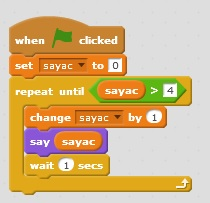 when clicked
set sayac to 0
repeat until sayac > 4
change sayac by 1
say sayac
wait 1 secs